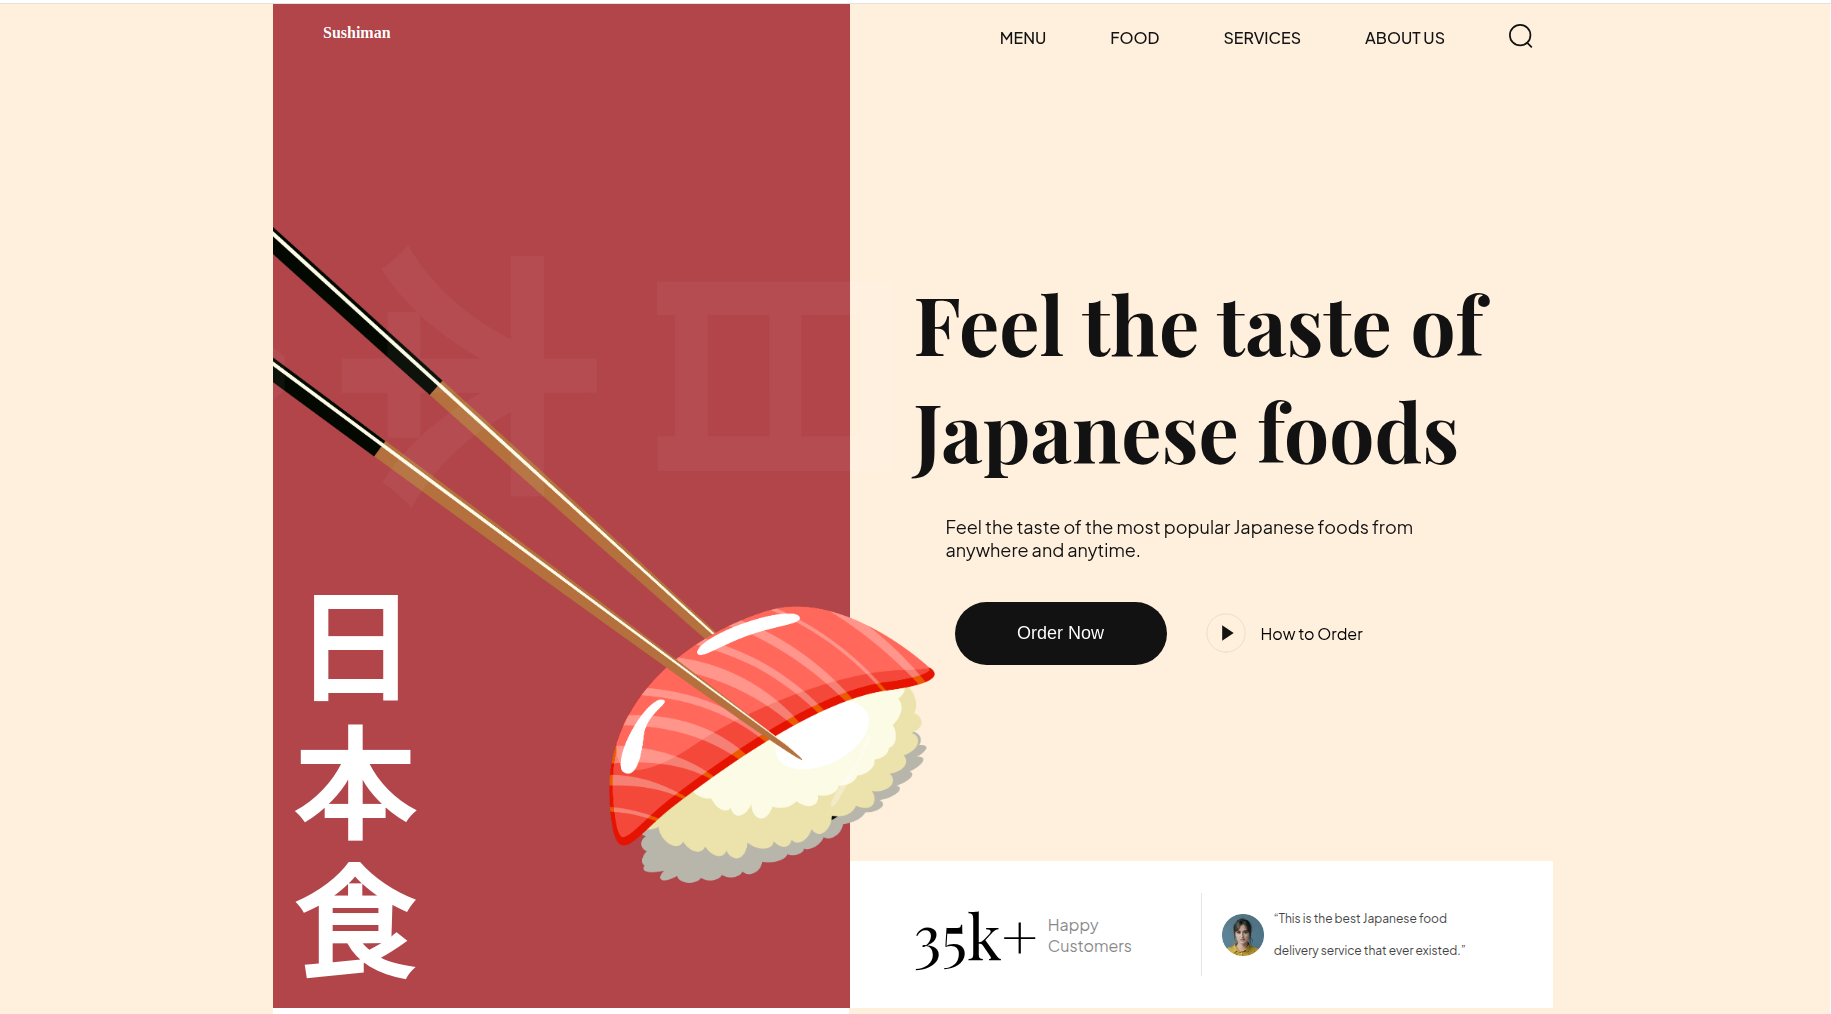 Sushiman
MENU
FOOD
SERVICES
ABOUT US
Feel the taste of
Japanese foods
Feel the taste of the most popular Japanese foods from
anywhere and anytime.
Order Now
How to Order
日
本
食
35k+
Happy
Customers
“This is the best Japanese food
delivery service that ever existed.”